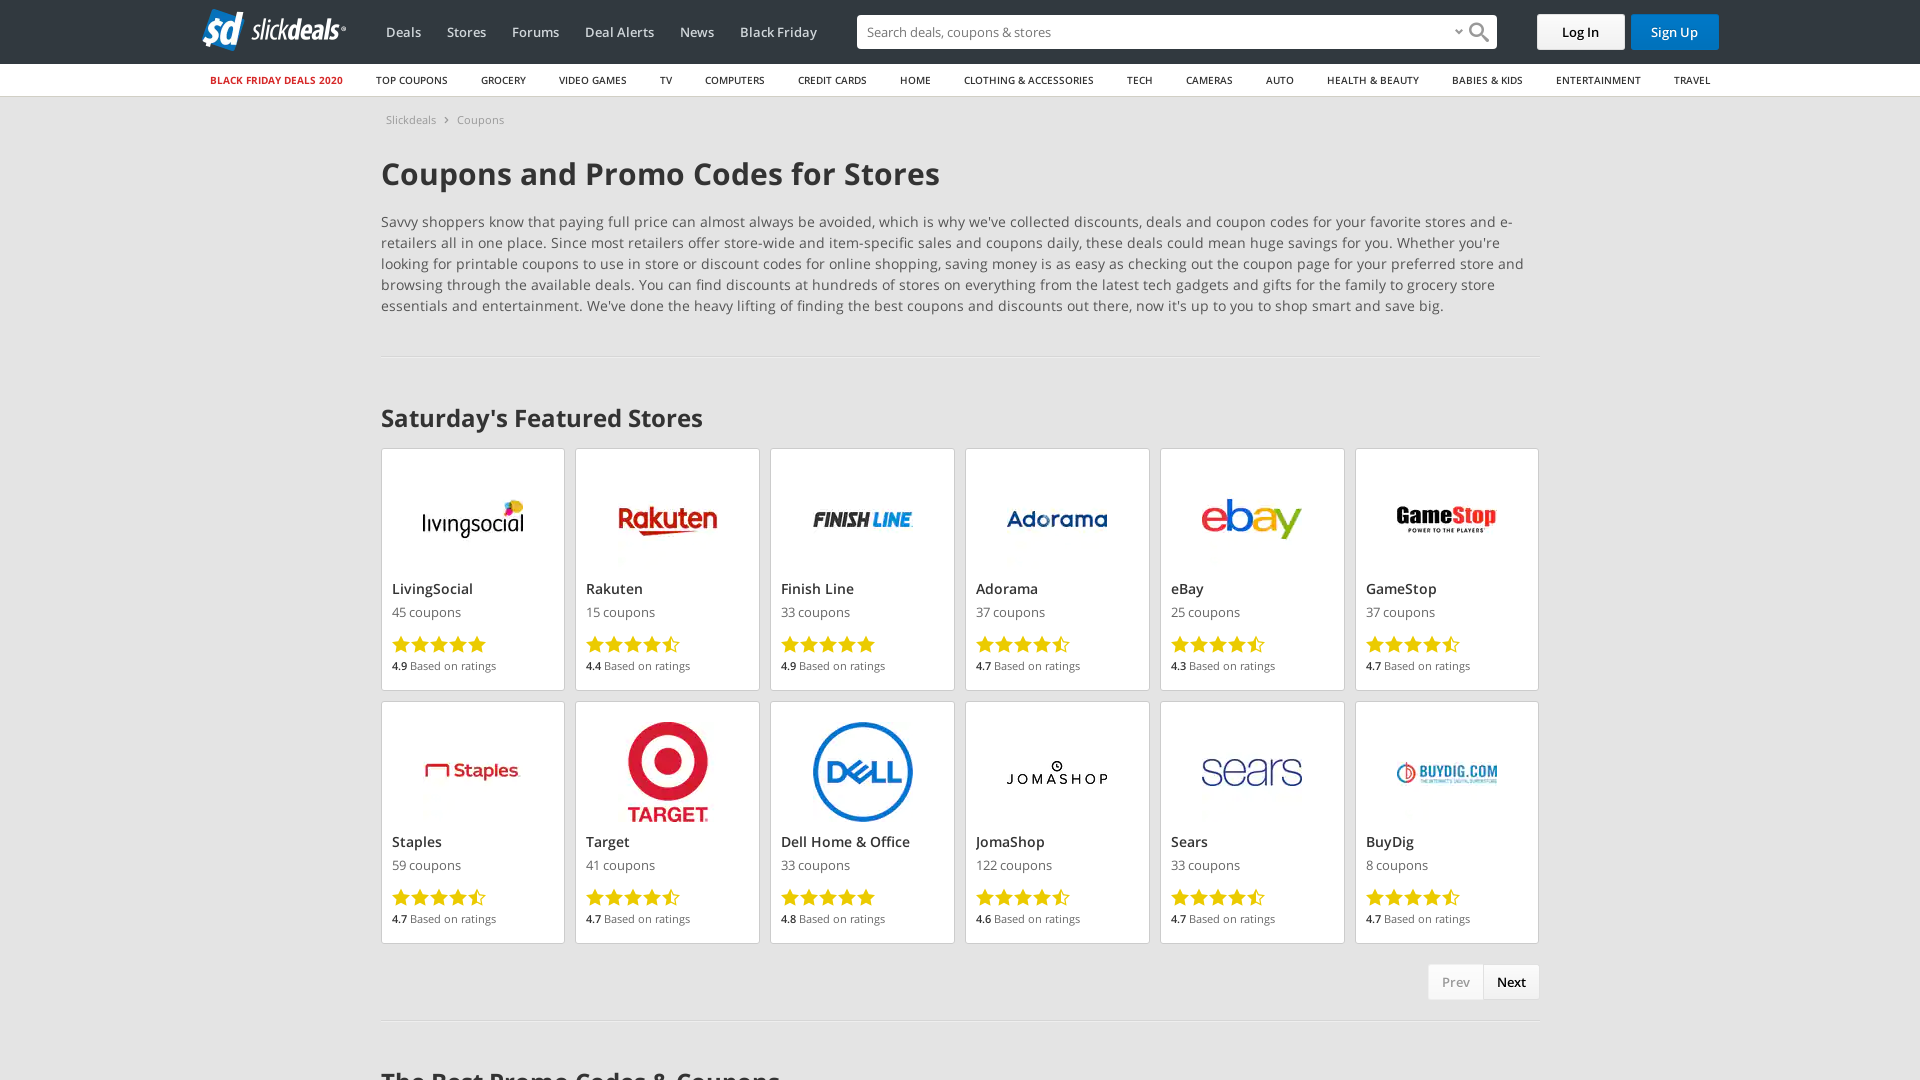 sd slickdeals
Deals Stores Forums Deal Alerts News Black Friday
Search deals, coupons & stores
Log In Sign Up
BLACK FRIDAY DEALS 2020 TOP COUPONS GROCERY VIDEO GAMES TV COMPUTERS CREDIT CARDS HOME CLOTHING & ACCESSORIES TECH CAMERAS AUTO HEALTH & BEAUTY BABIES & KIDS ENTERTAINMENT TRAVEL
Slickdeals › Coupons
Coupons and Promo Codes for Stores
Savvy shoppers know that paying full price can almost always be avoided, which is why we've collected discounts, deals and coupon codes for your favorite stores and e-
retailers all in one place. Since most retailers offer store-wide and item-specific sales and coupons daily, these deals could mean huge savings for you. Whether you're
looking for printable coupons to use in store or discount codes for online shopping, saving money is as easy as checking out the coupon page for your preferred store and
browsing through the available deals. You can find discounts at hundreds of stores on everything from the latest tech gadgets and gifts for the family to grocery store
essentials and entertainment. We've done the heavy lifting of finding the best coupons and discounts out there, now it's up to you to shop smart and save big.
Saturday's Featured Stores
livingsocial
LivingSocial
45 coupons
4.9 Based on ratings
Rakuten
Rakuten
15 coupons
4.4 Based on ratings
FINISH LINE
Finish Line
33 coupons
4.9 Based on ratings
Adorama
Adorama
37 coupons
4.7 Based on ratings
ebay
eBay
25 coupons
4.3 Based on ratings
GameStop
POWER TO THE PLAYERS
GameStop
37 coupons
4.7 Based on ratings
Staples
Staples
59 coupons
4.7 Based on ratings
TARGET
Target
41 coupons
4.7 Based on ratings
DELL
Dell Home & Office
33 coupons
4.8 Based on ratings
JOMASHOP
JomaShop
122 coupons
4.6 Based on ratings
sears
Sears
33 coupons
4.7 Based on ratings
BUYDIG.COM
THE INTERNET'S DIGITAL SUPERSTORE
BuyDig
8 coupons
4.7 Based on ratings
Prev Next
The Best Promo Codes & Coupons